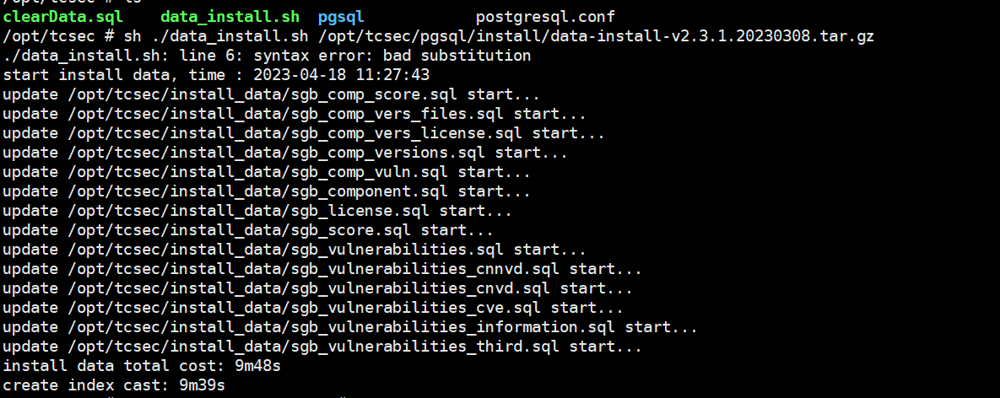 /opt/tcsec # ls
clearData.sql data_install.sh pgsql postgresql.conf
/opt/tcsec # sh ./data_install.sh /opt/tcsec/pgsql/install/data-install-v2.3.1.20230308.tar.gz
./data_install.sh: line 6: syntax error: bad substitution
start install data, time : 2023-04-18 11:27:43
update /opt/tcsec/install_data/sgb_comp_score.sql start...
update /opt/tcsec/install_data/sgb_comp_vers_files.sql start...
update /opt/tcsec/install_data/sgb_comp_vers_license.sql start...
update /opt/tcsec/install_data/sgb_comp_versions.sql start...
update /opt/tcsec/install_data/sgb_comp_vuln.sql start...
update /opt/tcsec/install_data/sgb_component.sql start...
update /opt/tcsec/install_data/sgb_license.sql start...
update /opt/tcsec/install_data/sgb_score.sql start...
update /opt/tcsec/install_data/sgb_vulnerabilities.sql start...
update /opt/tcsec/install_data/sgb_vulnerabilities_cnnvd.sql start...
update /opt/tcsec/install_data/sgb_vulnerabilities_cnvd.sql start...
update /opt/tcsec/install_data/sgb_vulnerabilities_cve.sql start...
update /opt/tcsec/install_data/sgb_vulnerabilities_information.sql start...
update /opt/tcsec/install_data/sgb_vulnerabilities_third.sql start...
install data total cost: 9m48s
create index cast: 9m39s